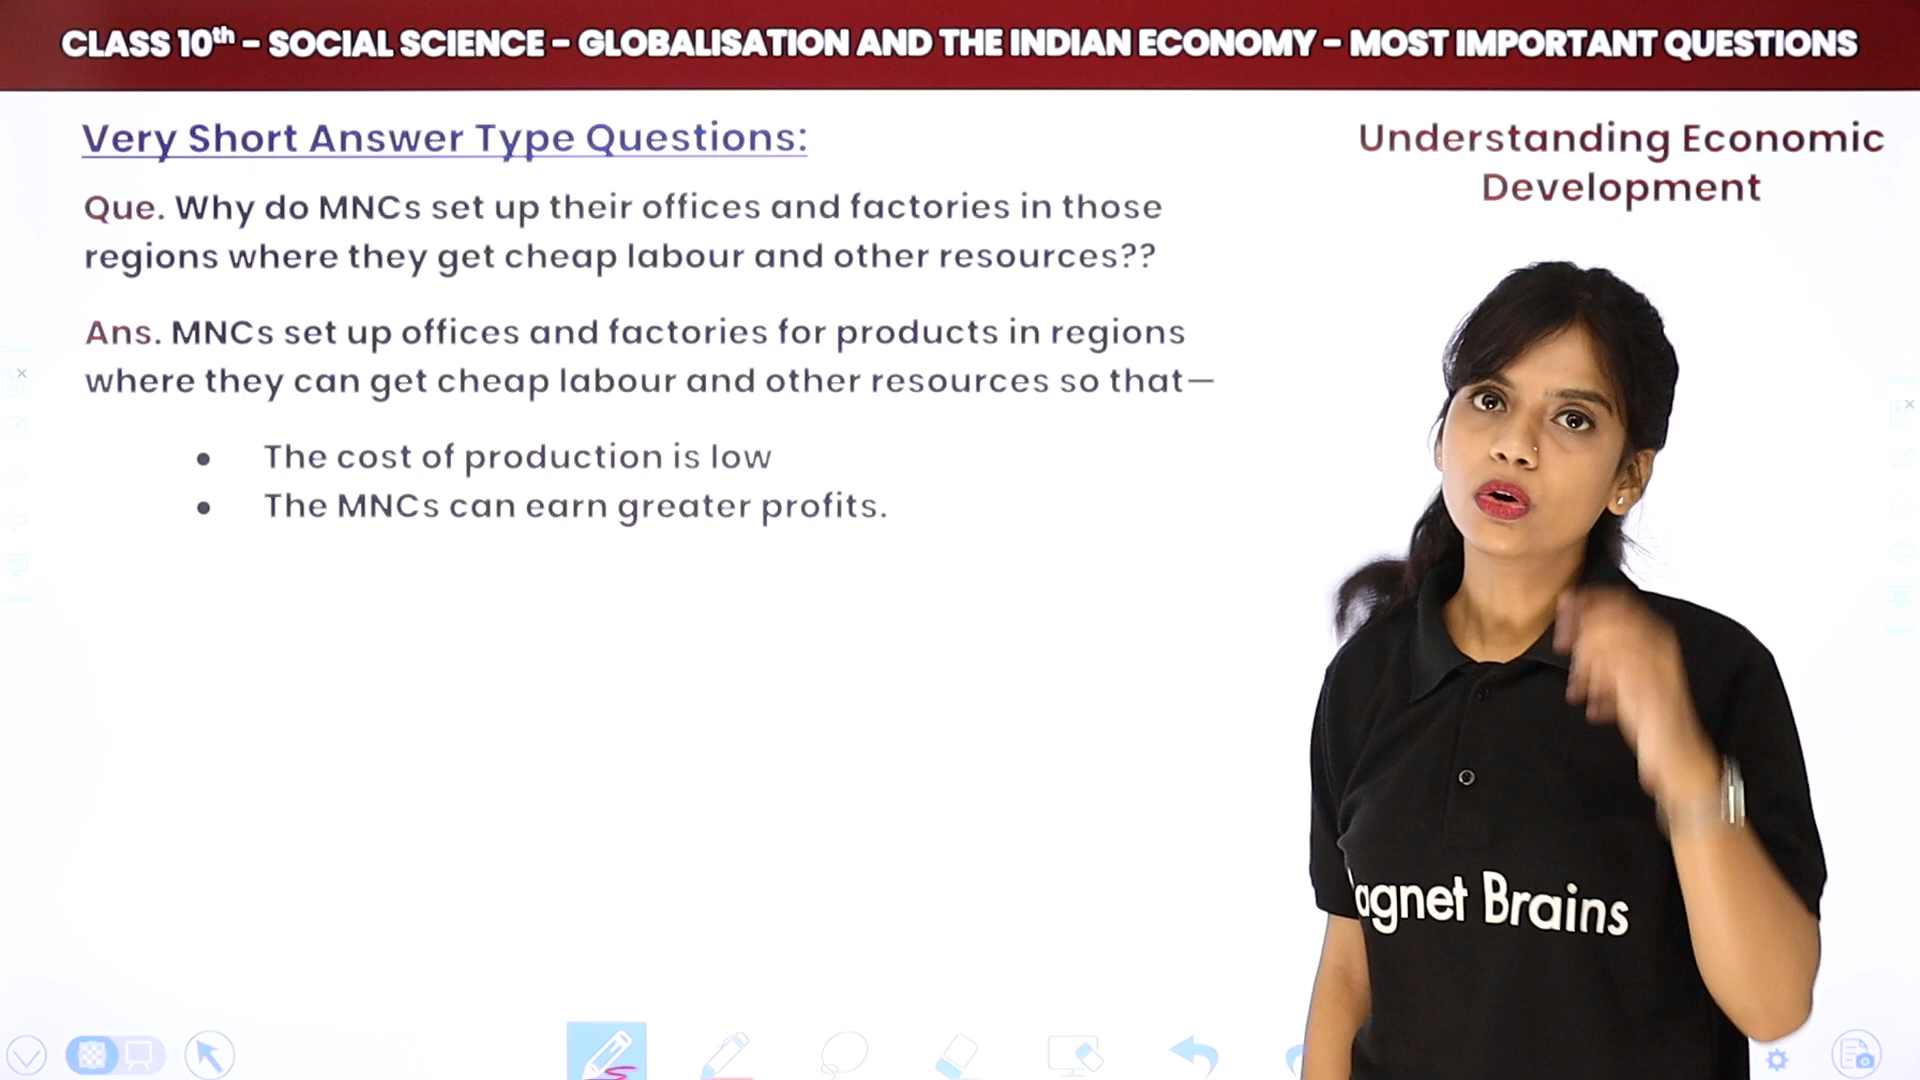 CLASS 10th - SOCIAL SCIENCE - GLOBALISATION AND THE INDIAN ECONOMY - MOST IMPORTANT QUESTIONS
Very Short Answer Type Questions:
Understanding Economic
Development
Que. Why do MNCs set up their offices and factories in those
regions where they get cheap labour and other resources??
Ans. MNCs set up offices and factories for products in regions
where they can get cheap labour and other resources so that—
• The cost of production is low
• The MNCs can earn greater profits.
agnet Brains